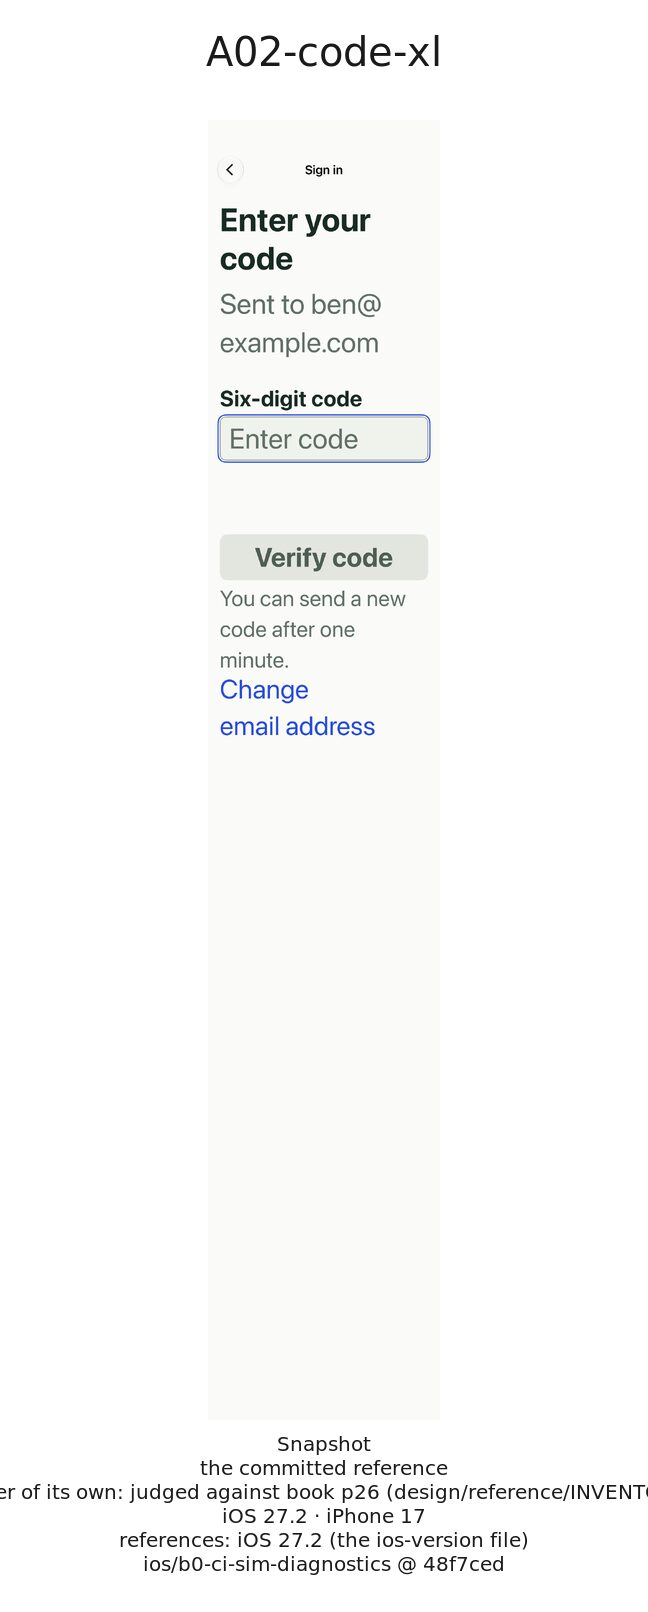 A02-code-xl
Sign in
Enter your
code
Sent to ben@
example.com
Six-digit code
Enter code
Verify code
You can send a new
code after one
minute.
Change
email address
Snapshot
the committed reference
of its own: judged against book p26 (design/reference/
iOS 27.2 · iPhone 17
references: iOS 27.2 (the ios-version file)
ios/b0-ci-sim-diagnostics @ 48f7ced